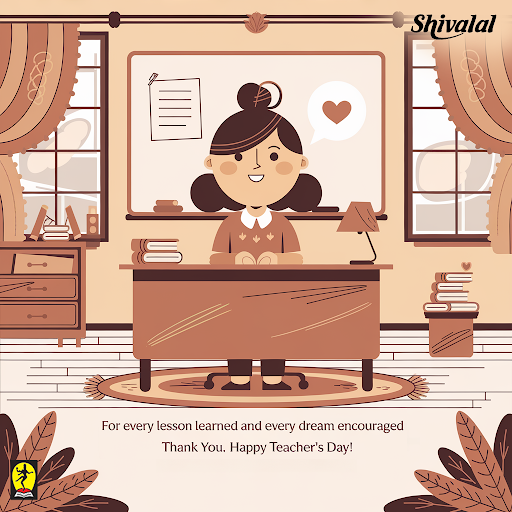 Shivalal
For every lesson learned and every dream encouraged
Thank You. Happy Teacher's Day!